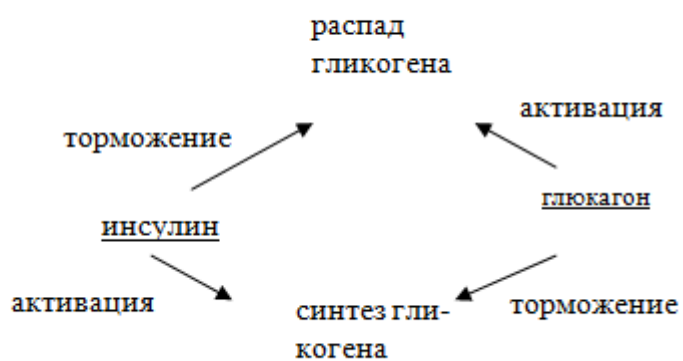 распад
гликогена
активация
торможение
глюкагон
инсулин
активация
синтез гли-
когена
торможение